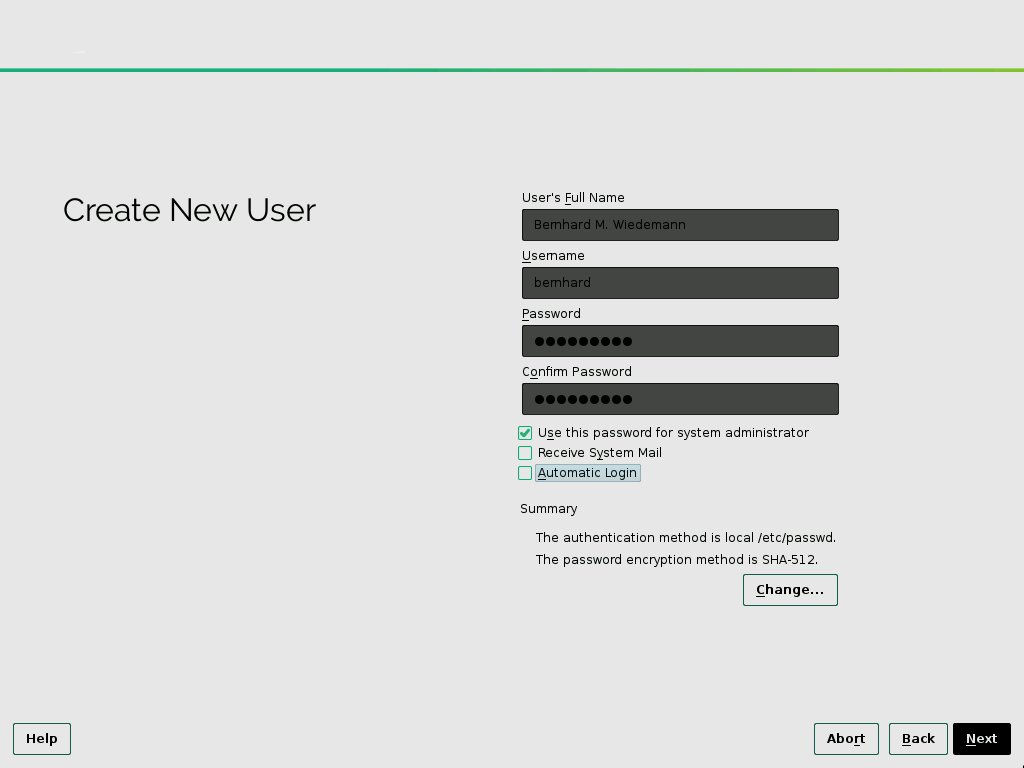 Create New User
User's Full Name
Bernhard M. Wiedemann
Username
bernhard
Password
●●●●●●●●●
Confirm Password
●●●●●●●●●
Use this password for system administrator
Receive System Mail
Automatic Login
Summary
The authentication method is local /etc/passwd.
The password encryption method is SHA-512.
Change...
Help
Abort
Back
Next